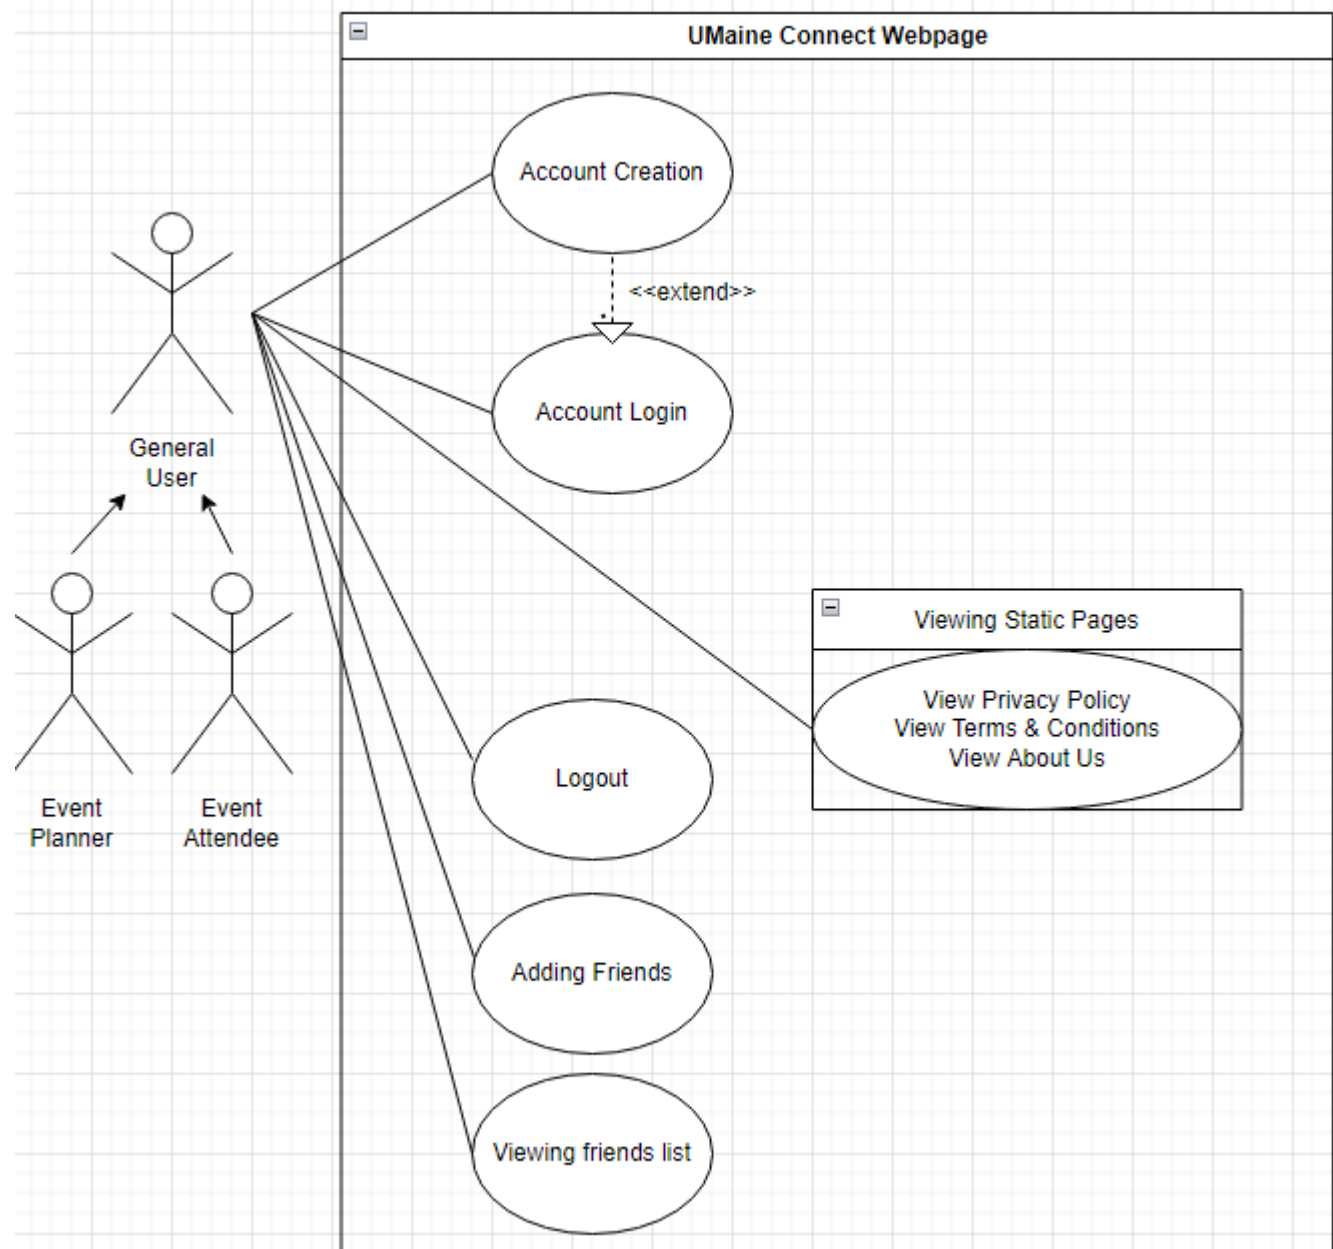 UMaine Connect Webpage
Account Creation
<<extend>>
Account Login
General
User
Viewing Static Pages
View Privacy Policy
View Terms & Conditions
View About Us
Logout
Event
Planner
Event
Attendee
Adding Friends
Viewing friends list